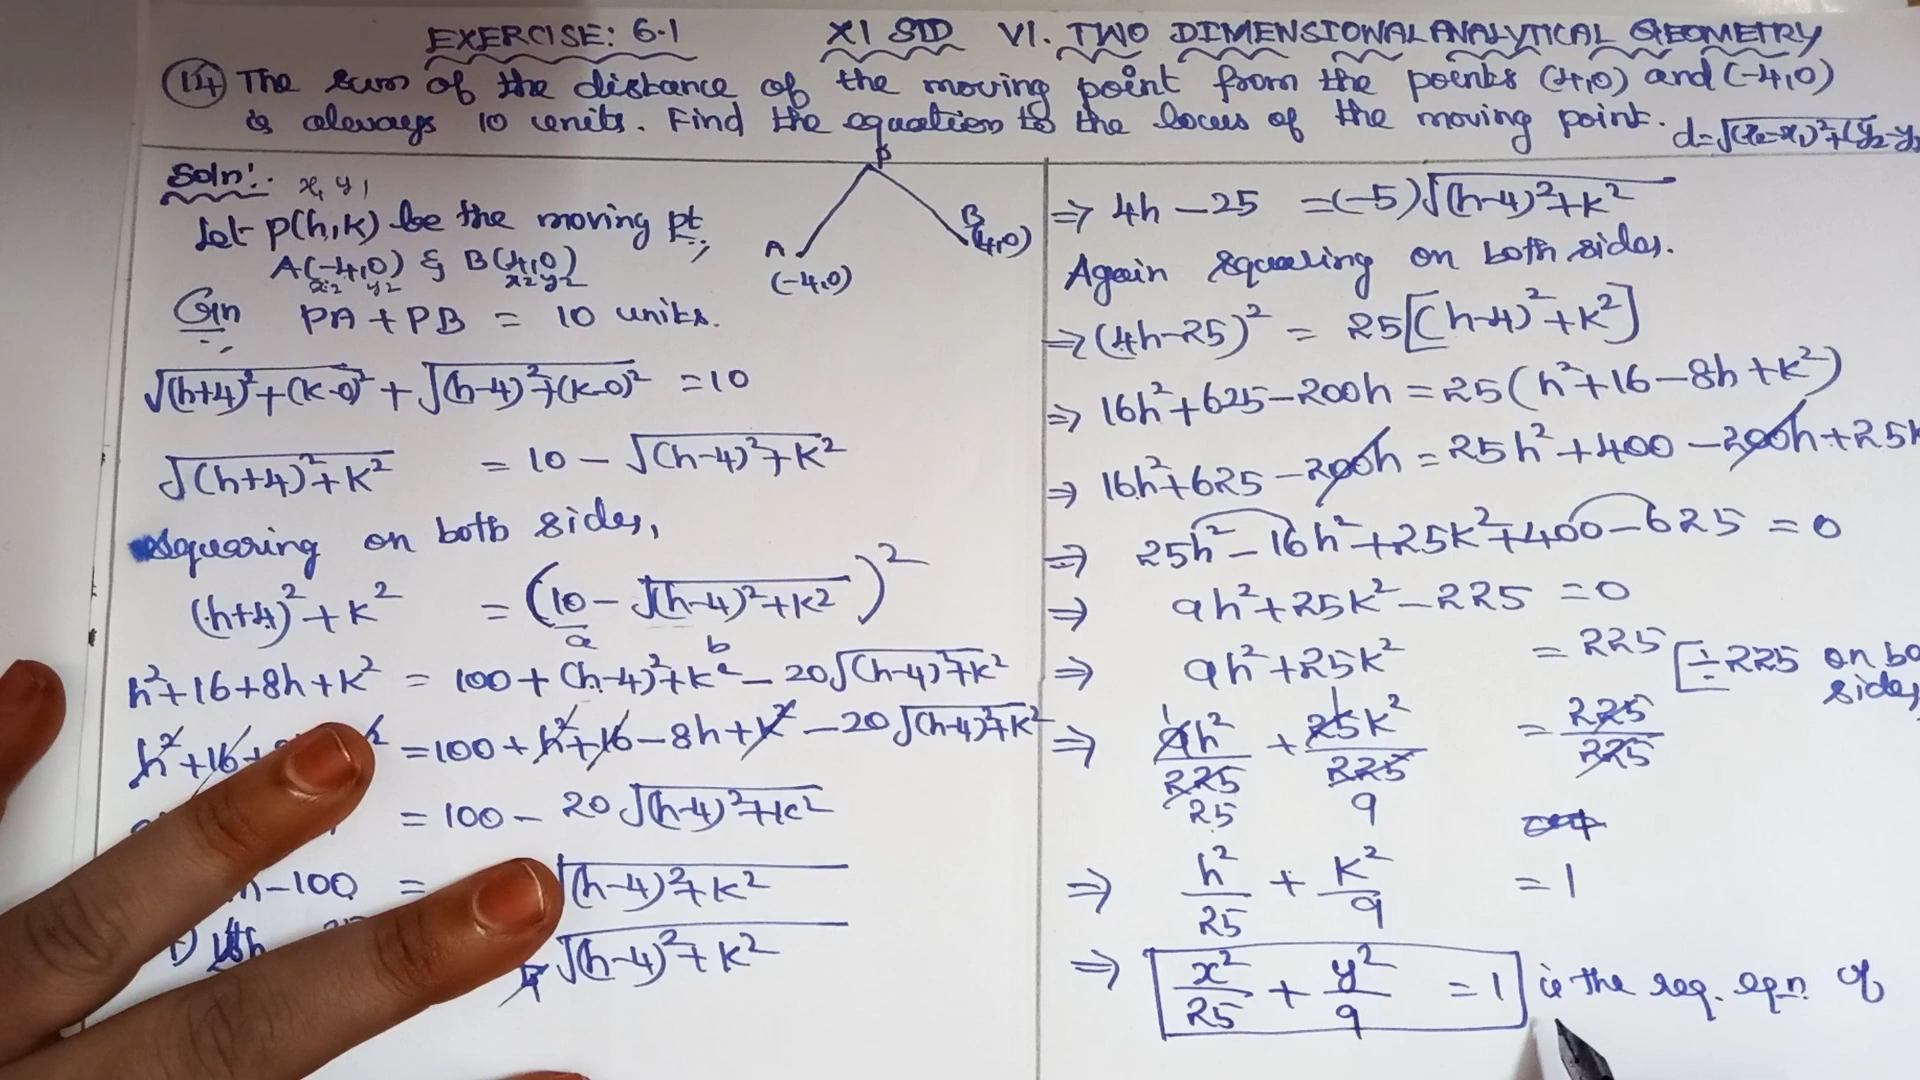 EXERCISE: 6.1 XI STD VI. TWO DIMENSIONAL ANALYTICAL GEOMETRY
14) The sum of the distance of the moving point from the points (4,0) and (-4,0)
is always 10 units. Find the equation to the locus of the moving point. d=√(x₂-x₁)²+(y₂-y
Soln:
x₁ y₁
Let P(h,k) be the moving pt,
A(-4,0) & B(4,0)
x₂ y₂ x₂ y₂
P
A
(-4,0)
B
(4,0)
Gn PA + PB = 10 units.
√(h+4)²+(k-0)² + √(h-4)²+(k-0)² = 10
√(h+4)²+k² = 10 - √(h-4)²+k²
squaring on both sides,
(h+4)²+k² = (10 - √(h-4)²+k²)²
a b
h²+16+8h+k² = 100+(h-4)²+k² - 20√(h-4)²+k²
h²+16+ = 100+h²+16-8h+k² - 20√(h-4)²+k²
= 100 - 20√(h-4)²+k²
h-100 = √(h-4)²+k²
√(h-4)²+k²
⇒ 4h - 25 = (-5)√(h-4)²+k²
Again squaring on both sides.
⇒ (4h-25)² = 25[(h-4)²+k²]
⇒ 16h²+625-200h = 25(h²+16-8h+k²)
⇒ 16h²+625-200h = 25h²+400-200h+25k
⇒ 25h²-16h²+25k²+400-625 = 0
⇒ 9h²+25k²-225 = 0
⇒ 9h²+25k² = 225 [÷225 on bo
sides,
⇒ 9h²/225 + 25k²/225 = 225/225
1 1
25 9
⇒ h²/25 + k²/9 = 1
⇒ x²/25 + y²/9 = 1 is the req. eqn. of